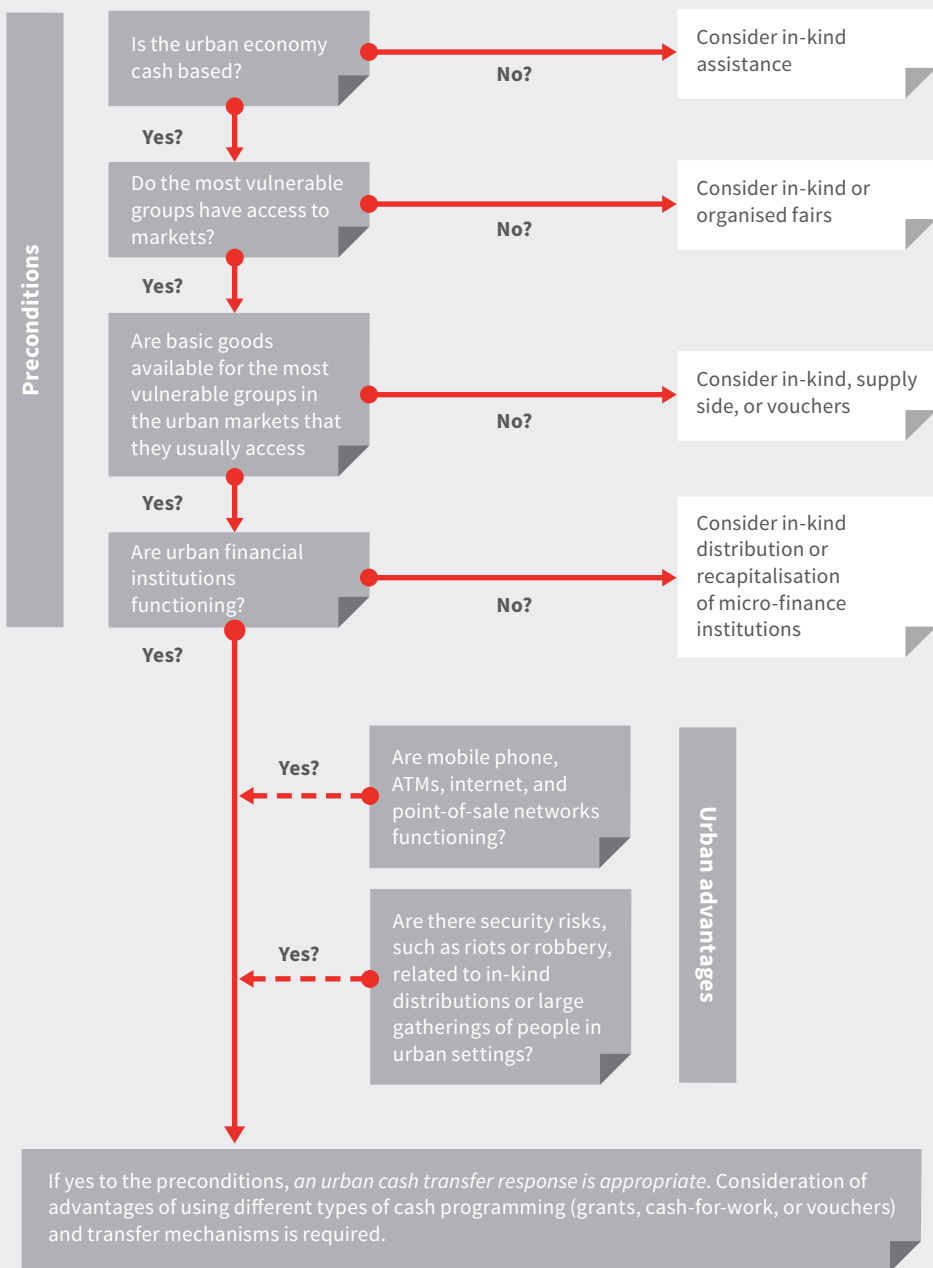 Preconditions
Is the urban economy
cash based?
No?
Consider in-kind
assistance
Yes?
Do the most vulnerable
groups have access to
markets?
No?
Consider in-kind or
organised fairs
Yes?
Are basic goods
available for the most
vulnerable groups in
the urban markets that
they usually access
No?
Consider in-kind, supply
side, or vouchers
Yes?
Are urban financial
institutions
functioning?
No?
Consider in-kind
distribution or
recapitalisation
of micro-finance
institutions
Yes?
Urban advantages
Yes?
Are mobile phone,
ATMs, internet, and
point-of-sale networks
functioning?
Yes?
Are there security risks,
such as riots or robbery,
related to in-kind
distributions or large
gatherings of people in
urban settings?
If yes to the preconditions, an urban cash transfer response is appropriate. Consideration of
advantages of using different types of cash programming (grants, cash-for-work, or vouchers)
and transfer mechanisms is required.